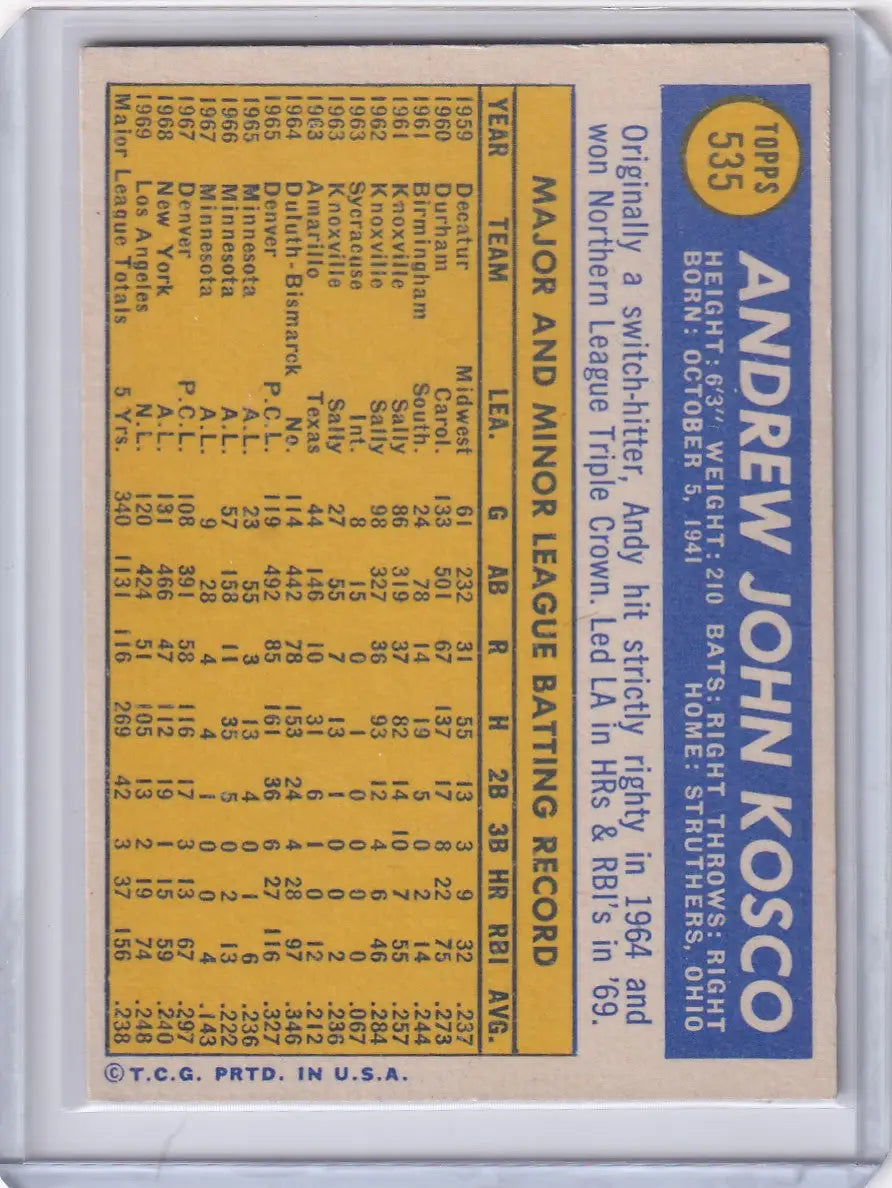 TOPPS
535
ANDREW JOHN KOSCO
HEIGHT: 6'3" WEIGHT: 210 BATS: RIGHT THROWS: RIGHT
BORN: OCTOBER 5, 1941 HOME: STRUTHERS, OHIO
Originally a switch-hitter, Andy hit strictly righty in 1964 and
won Northern League Triple Crown. Led LA in HRs & RBI's in '69.
MAJOR AND MINOR LEAGUE BATTING RECORD
YEAR TEAM LEA. G AB R H 2B 3B HR RBI AVG.
1959 Decatur Midwest 61 232 31 55 13 3 9 32 .237
1960 Durham Carol. 133 501 67 137 17 8 22 75 .273
1961 Birmingham South. 24 78 14 19 5 0 2 14 .244
1961 Knoxville Sally 86 319 37 82 14 10 7 55 .257
1962 Knoxville Sally 98 327 36 93 12 4 6 46 .284
1963 Sycracuse Int. 8 15 0 1 0 0 0 0 .067
1963 Knoxville Sally 27 55 7 13 1 0 0 2 .236
1963 Amarillo Texas 44 146 10 31 6 1 0 12 .212
1964 Duluth-Bismarck No. 114 442 78 153 24 4 28 97 .346
1965 Denver P.C.L. 119 492 85 161 36 6 27 116 .327
1965 Minnesota A.L. 23 55 3 13 4 0 1 6 .236
1966 Minnesota A.L. 57 158 11 35 5 0 2 13 .222
1967 Minnesota A.L. 9 28 4 4 1 0 0 4 .143
1967 Denver P.C.L. 108 391 58 116 17 3 13 67 .297
1968 New York A.L. 131 466 47 112 19 1 15 59 .240
1969 Los Angeles N.L. 120 424 51 105 13 2 19 74 .248
Major League Totals 5 Yrs. 340 1131 116 269 42 3 37 156 .238
© T.C.G. PRTD. IN U.S.A.